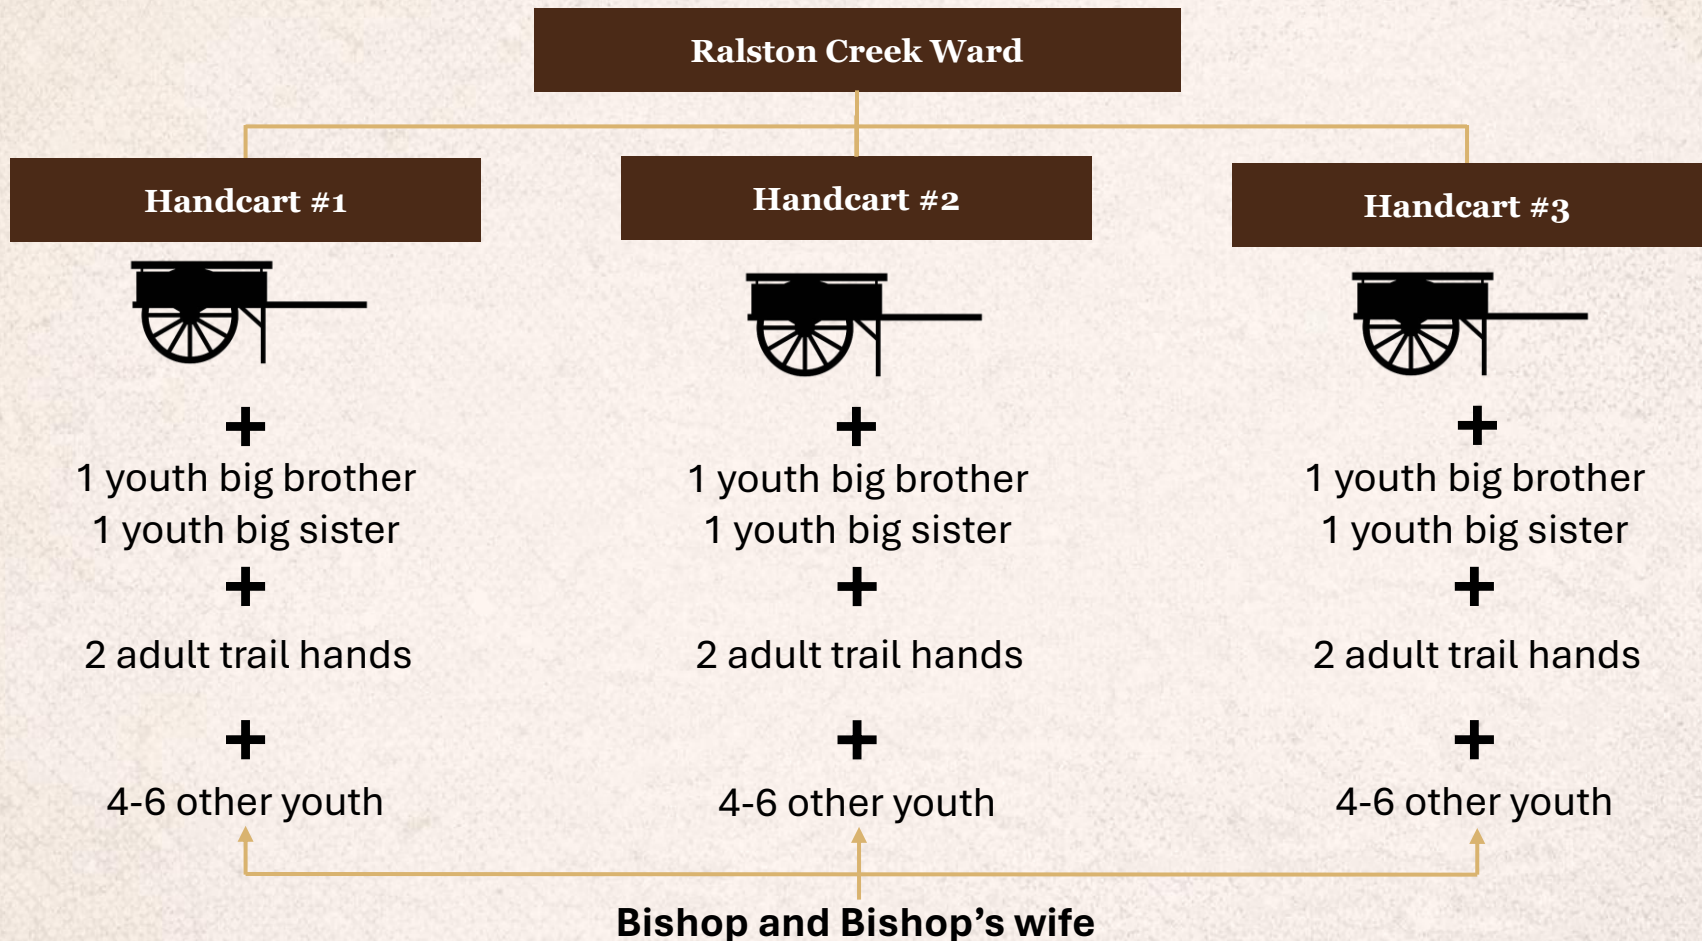 Ralston Creek Ward
Handcart #1
Handcart #2
Handcart #3
+
1 youth big brother
1 youth big sister
+
2 adult trail hands
+
4-6 other youth
+
1 youth big brother
1 youth big sister
+
2 adult trail hands
+
4-6 other youth
+
1 youth big brother
1 youth big sister
+
2 adult trail hands
+
4-6 other youth
Bishop and Bishop’s wife